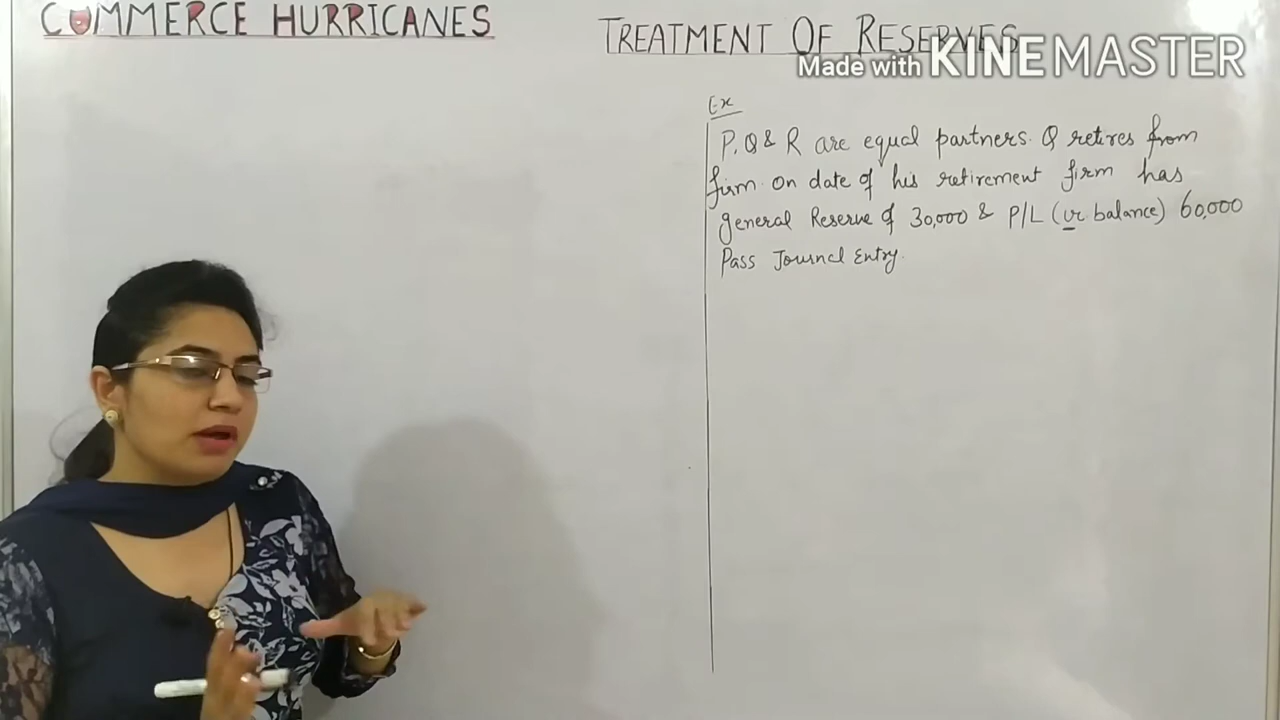 COMMERCE HURRICANES
TREATMENT OF RESERVES
Made with KINEMASTER
Ex
P, Q & R are equal partners. Q retires from
firm. On date of his retirement firm has
general Reserve of 30,000 & P/L (Dr. balance) 60,000
Pass Journal Entry.